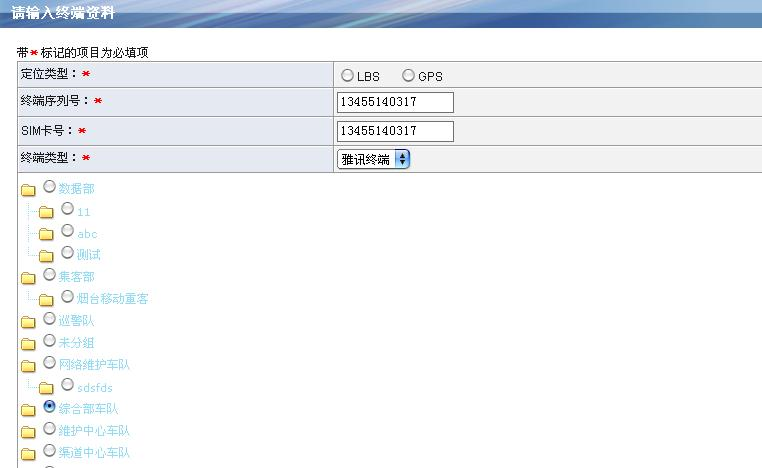 请输入终端资料
带*标记的项目为必填项
定位类型：* LBS GPS
终端序列号：* 13455140317
SIM卡号：* 13455140317
终端类型：* 雅讯终端
数据部
11
abc
测试
集客部
烟台移动重客
巡警队
未分组
网络维护车队
sdsfds
综合部车队
维护中心车队
渠道中心车队